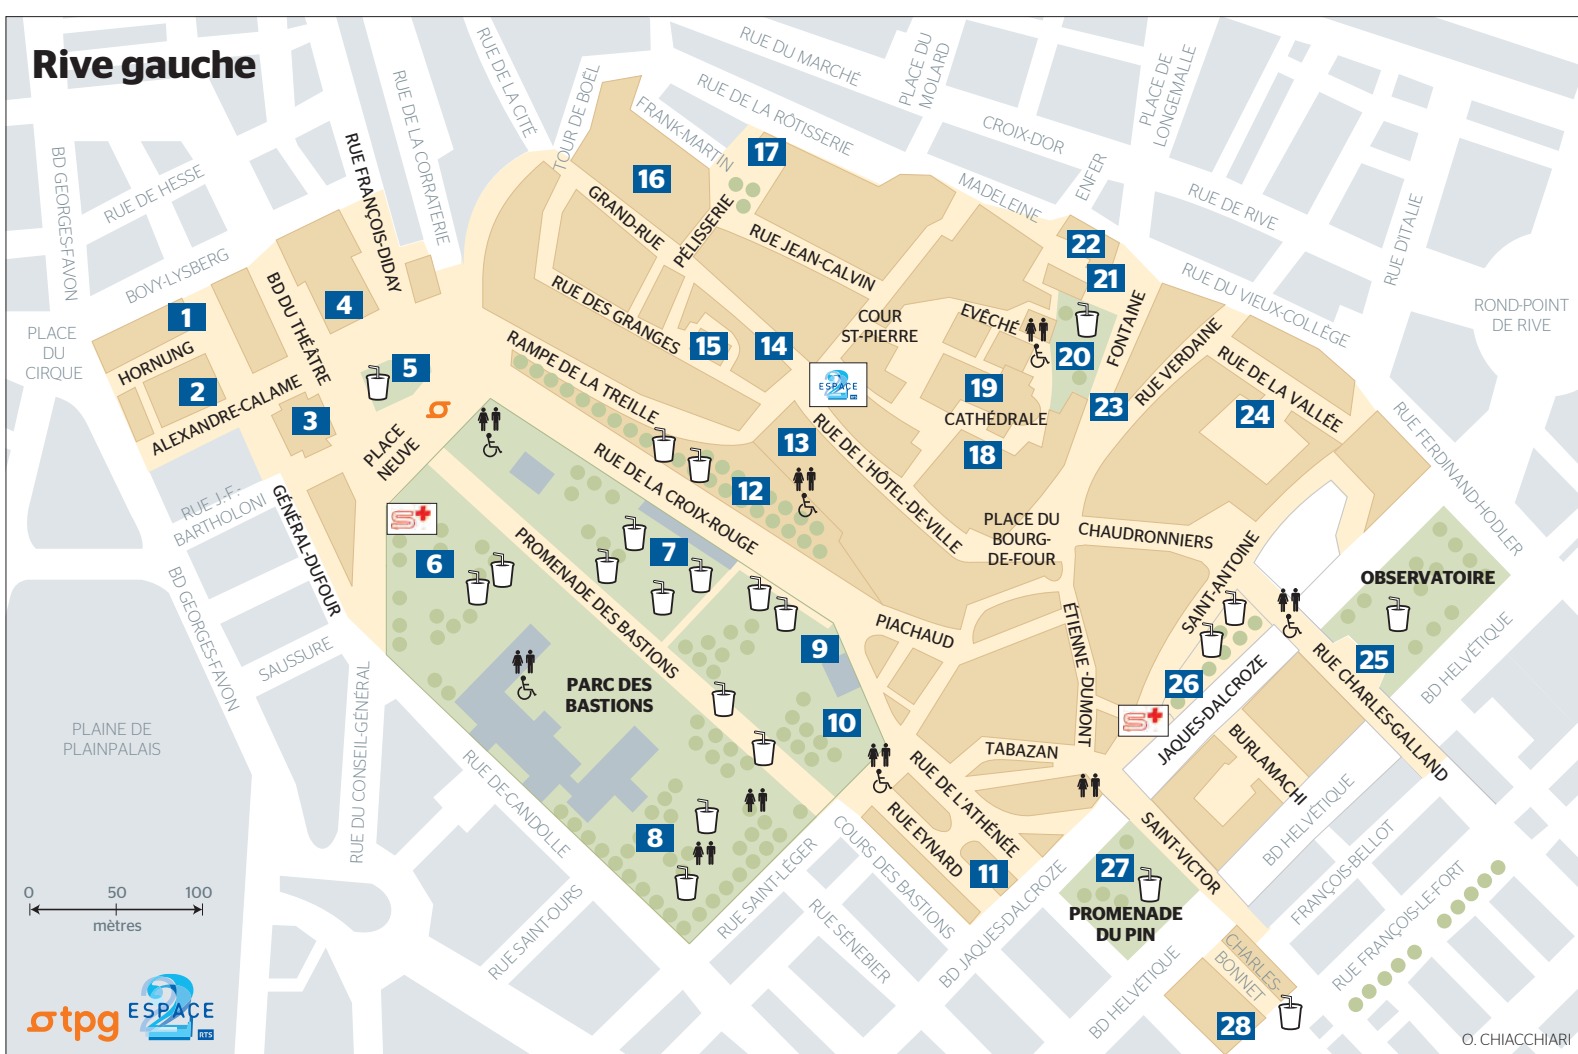 Rive gauche
RUE DE LA CITÉ
TOUR DE BOËL
RUE DU MARCHÉ
PLACE DU
MOLARD
PLACE DE
LONGEMALLE
RUE DE LA CORRATERIE
RUE FRANÇOIS-DIDAY
FRANK-MARTIN
RUE DE LA RÔTISSERIE
CROIX-D'OR
ENFER
MADELEINE
RUE DE RIVE
RUE D'ITALIE
BD GEORGES-FAVON
RUE DE HESSE
BOVY-LYSBERG
17
16
GRAND-RUE
PÉLISSERIE
RUE JEAN-CALVIN
22
21
RUE DU VIEUX-COLLÈGE
ROND-POINT
DE RIVE
BD DU THÉÂTRE
4
1
PLACE
DU
CIRQUE
HORNUNG
2
ALEXANDRE-CALAME
3
5
PLACE
NEUVE
RUE DES GRANGES
RAMPE DE LA TREILLE
15
14
COUR
ST-PIERRE
EVÊCHÉ
20
FONTAINE
RUE VERDAINE
RUE DE LA VALLÉE
ESPACE
2
RTS
19
CATHÉDRALE
18
23
24
RUE FERDINAND-HODLER
13
RUE DE L'HÔTEL-DE-VILLE
12
RUE DE LA CROIX-ROUGE
RUE J.-F.-
BARTHOLONI
GÉNÉRAL-DUFOUR
S+
6
PROMENADE DES BASTIONS
7
PLACE DU
BOURG-
DE-FOUR
CHAUDRONNIERS
SAINT-ANTOINE
OBSERVATOIRE
BD GEORGES-FAVON
SAUSSURE
RUE DU CONSEIL-GÉNÉRAL
PIACHAUD
9
ÉTIENNE-DUMONT
RUE CHARLES-GALLAND
25
BD HELVÉTIQUE
26
S+
JAQUES-DALCROZE
PARC DES
BASTIONS
PLAINE DE
PLAINPALAIS
10
TABAZAN
BURLAMACHI
RUE DE-CANDOLLE
8
RUE DE L'ATHÉNÉE
RUE EYNARD
11
COURS DES BASTIONS
SAINT-VICTOR
BD HELVÉTIQUE
FRANÇOIS-BELLOT
RUE FRANÇOIS-LE-FORT
RUE SAINT-LÉGER
RUE SAINT-OURS
RUE SÉNEBIER
BD JAQUES-DALCROZE
27
PROMENADE
DU PIN
BD HELVÉTIQUE
CHARLES-
BONNET
28
0 50 100
mètres
tpg
ESPACE
2
RTS
O. CHIACCHIARI